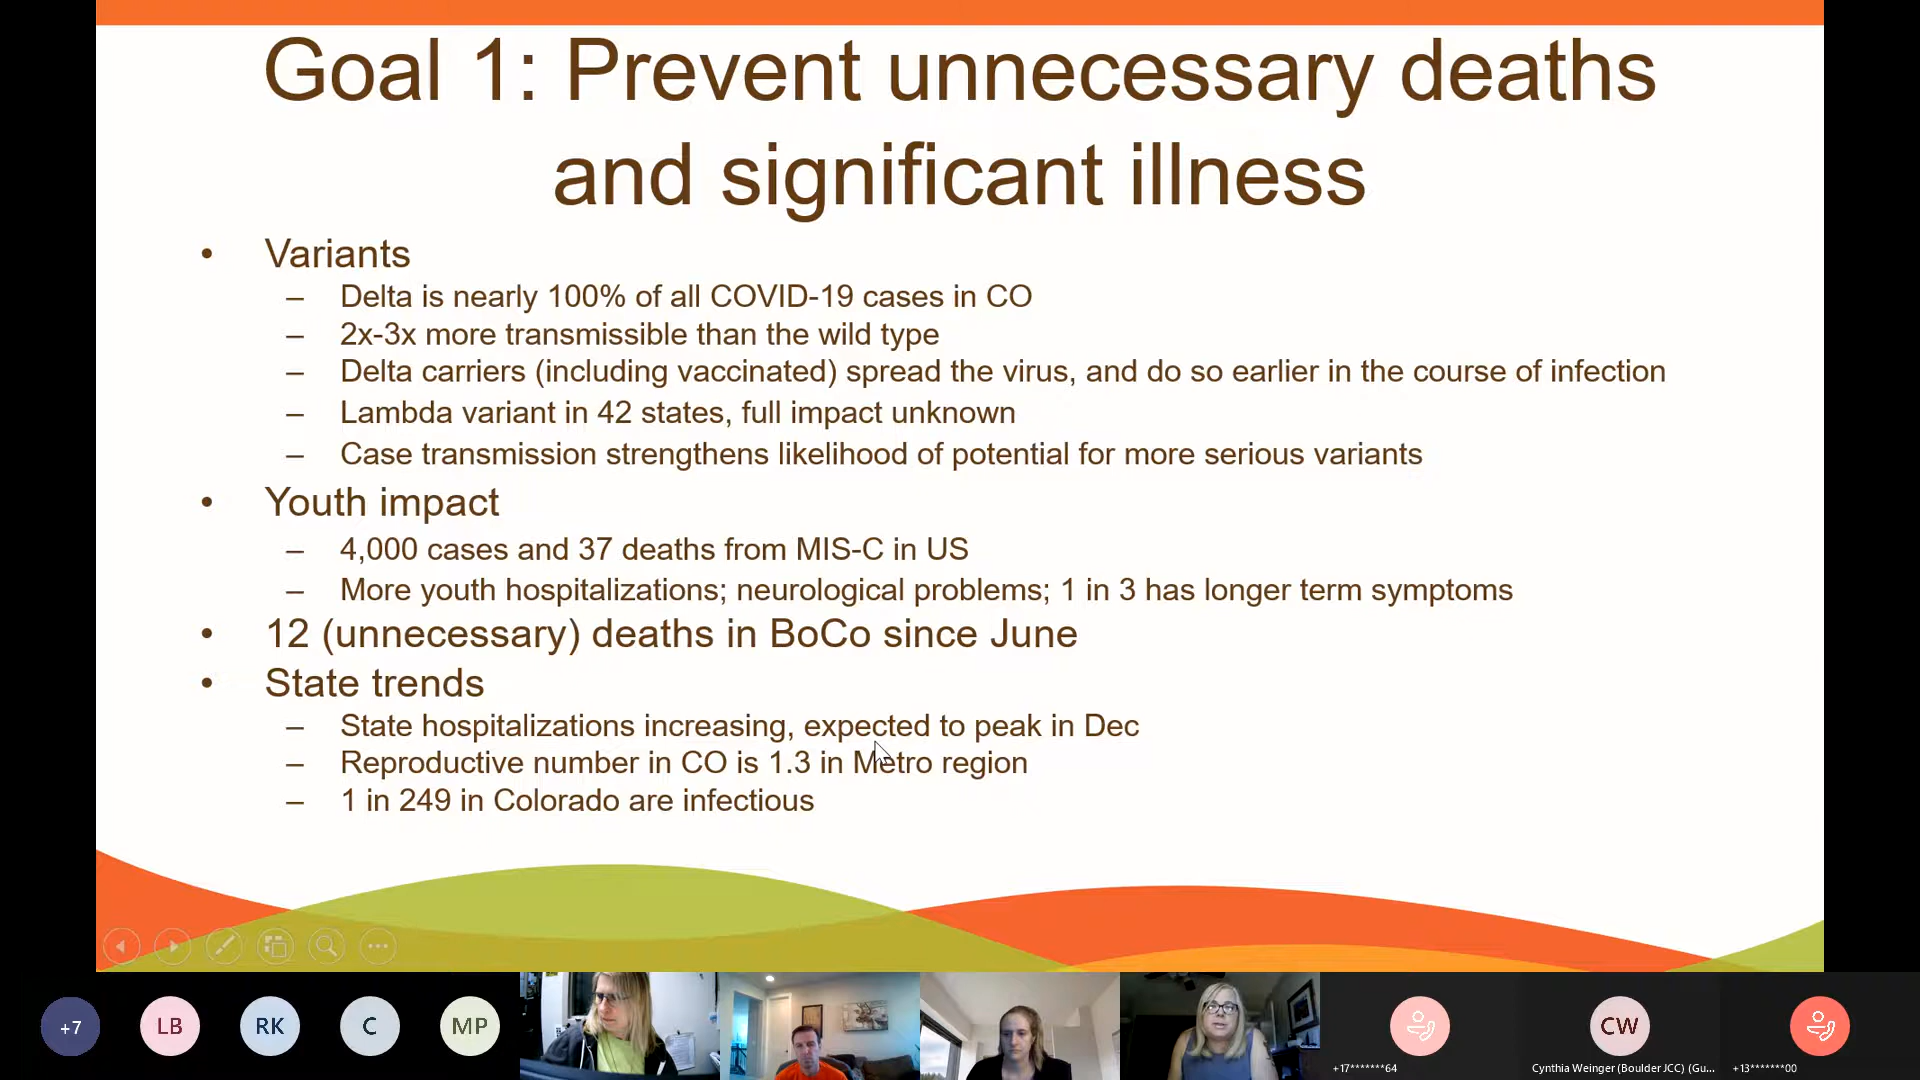 Goal 1: Prevent unnecessary deaths
and significant illness
• Variants
– Delta is nearly 100% of all COVID-19 cases in CO
– 2x-3x more transmissible than the wild type
– Delta carriers (including vaccinated) spread the virus, and do so earlier in the course of infection
– Lambda variant in 42 states, full impact unknown
– Case transmission strengthens likelihood of potential for more serious variants
• Youth impact
– 4,000 cases and 37 deaths from MIS-C in US
– More youth hospitalizations; neurological problems; 1 in 3 has longer term symptoms
• 12 (unnecessary) deaths in BoCo since June
• State trends
– State hospitalizations increasing, expected to peak in Dec
– Reproductive number in CO is 1.3 in Metro region
– 1 in 249 in Colorado are infectious
+7 LB RK C MP CW
+17*******64 Cynthia Weinger (Boulder JCC) (Gu... +13*******00